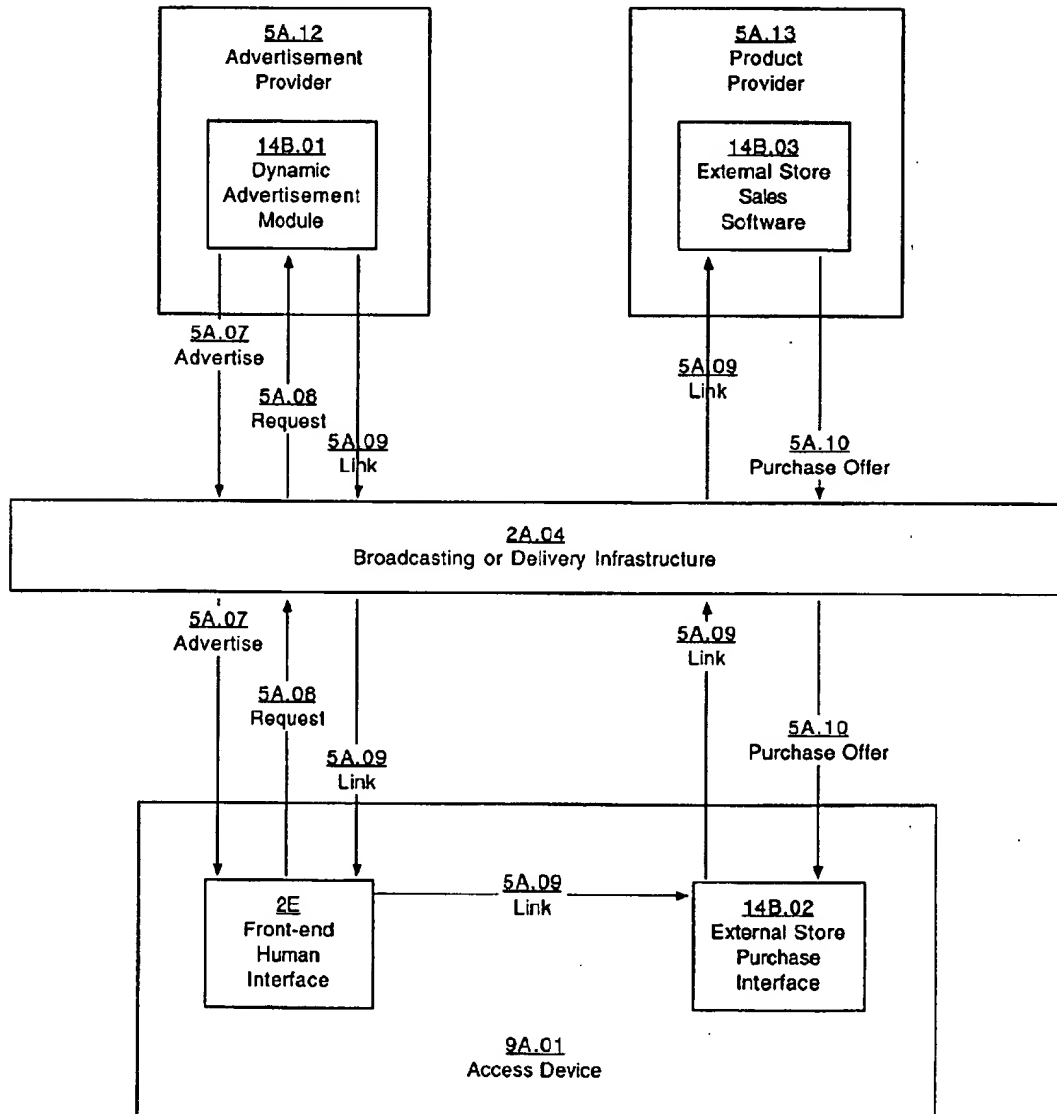 5A.12
Advertisement
Provider
14B.01
Dynamic
Advertisement
Module
5A.13
Product
Provider
14B.03
External Store
Sales
Software
5A.07
Advertise
5A.08
Request
5A.09
Link
5A.09
Link
5A.10
Purchase Offer
2A.04
Broadcasting or Delivery Infrastructure
5A.07
Advertise
5A.08
Request
5A.09
Link
5A.09
Link
5A.10
Purchase Offer
2E
Front-end
Human
Interface
5A.09
Link
14B.02
External Store
Purchase
Interface
9A.01
Access Device